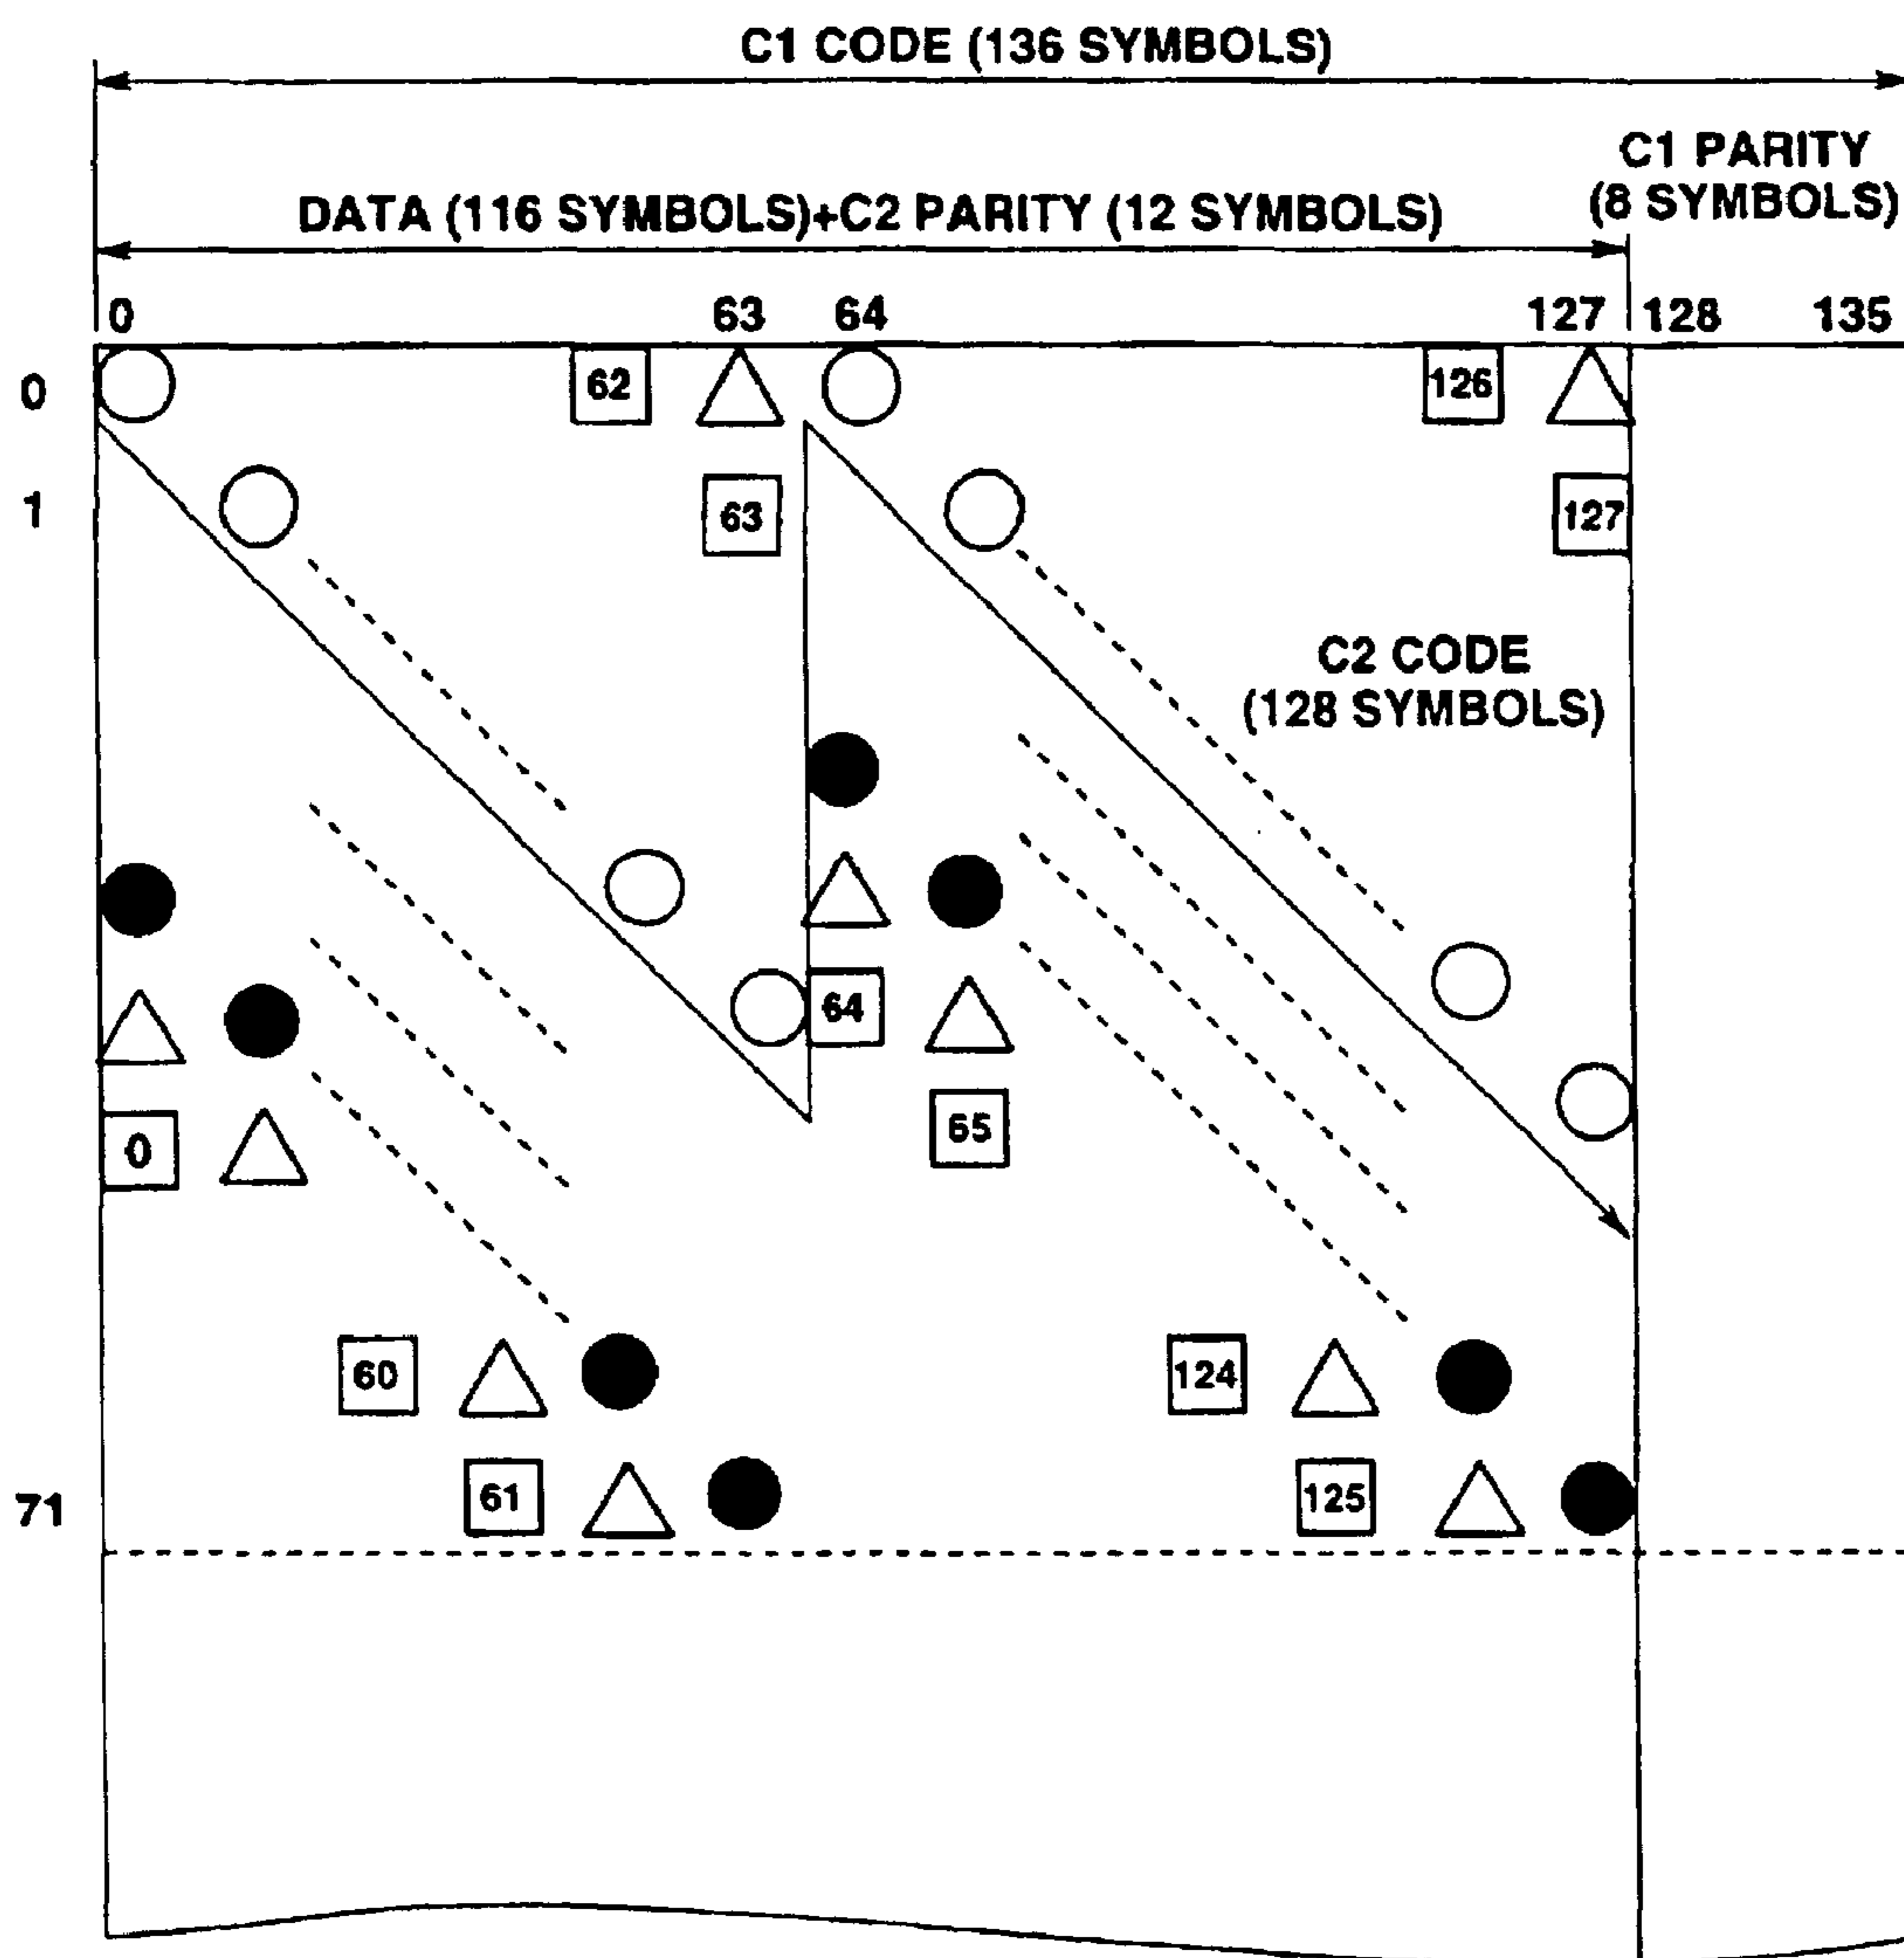 C1 CODE (136 SYMBOLS)
C1 PARITY
(8 SYMBOLS)
DATA (116 SYMBOLS)+C2 PARITY (12 SYMBOLS)
0 63 64 127 128 135
0 62 126
1 63 127
C2 CODE
(128 SYMBOLS)
64
0 65
60 124
71 61 125